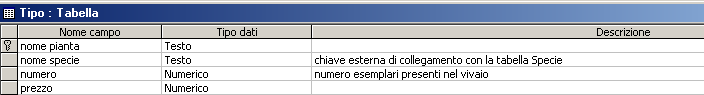 Tipo : Tabella
Nome campo Tipo dati Descrizione
nome pianta Testo
nome specie Testo chiave esterna di collegamento con la tabella Specie
numero Numerico numero esemplari presenti nel vivaio
prezzo Numerico